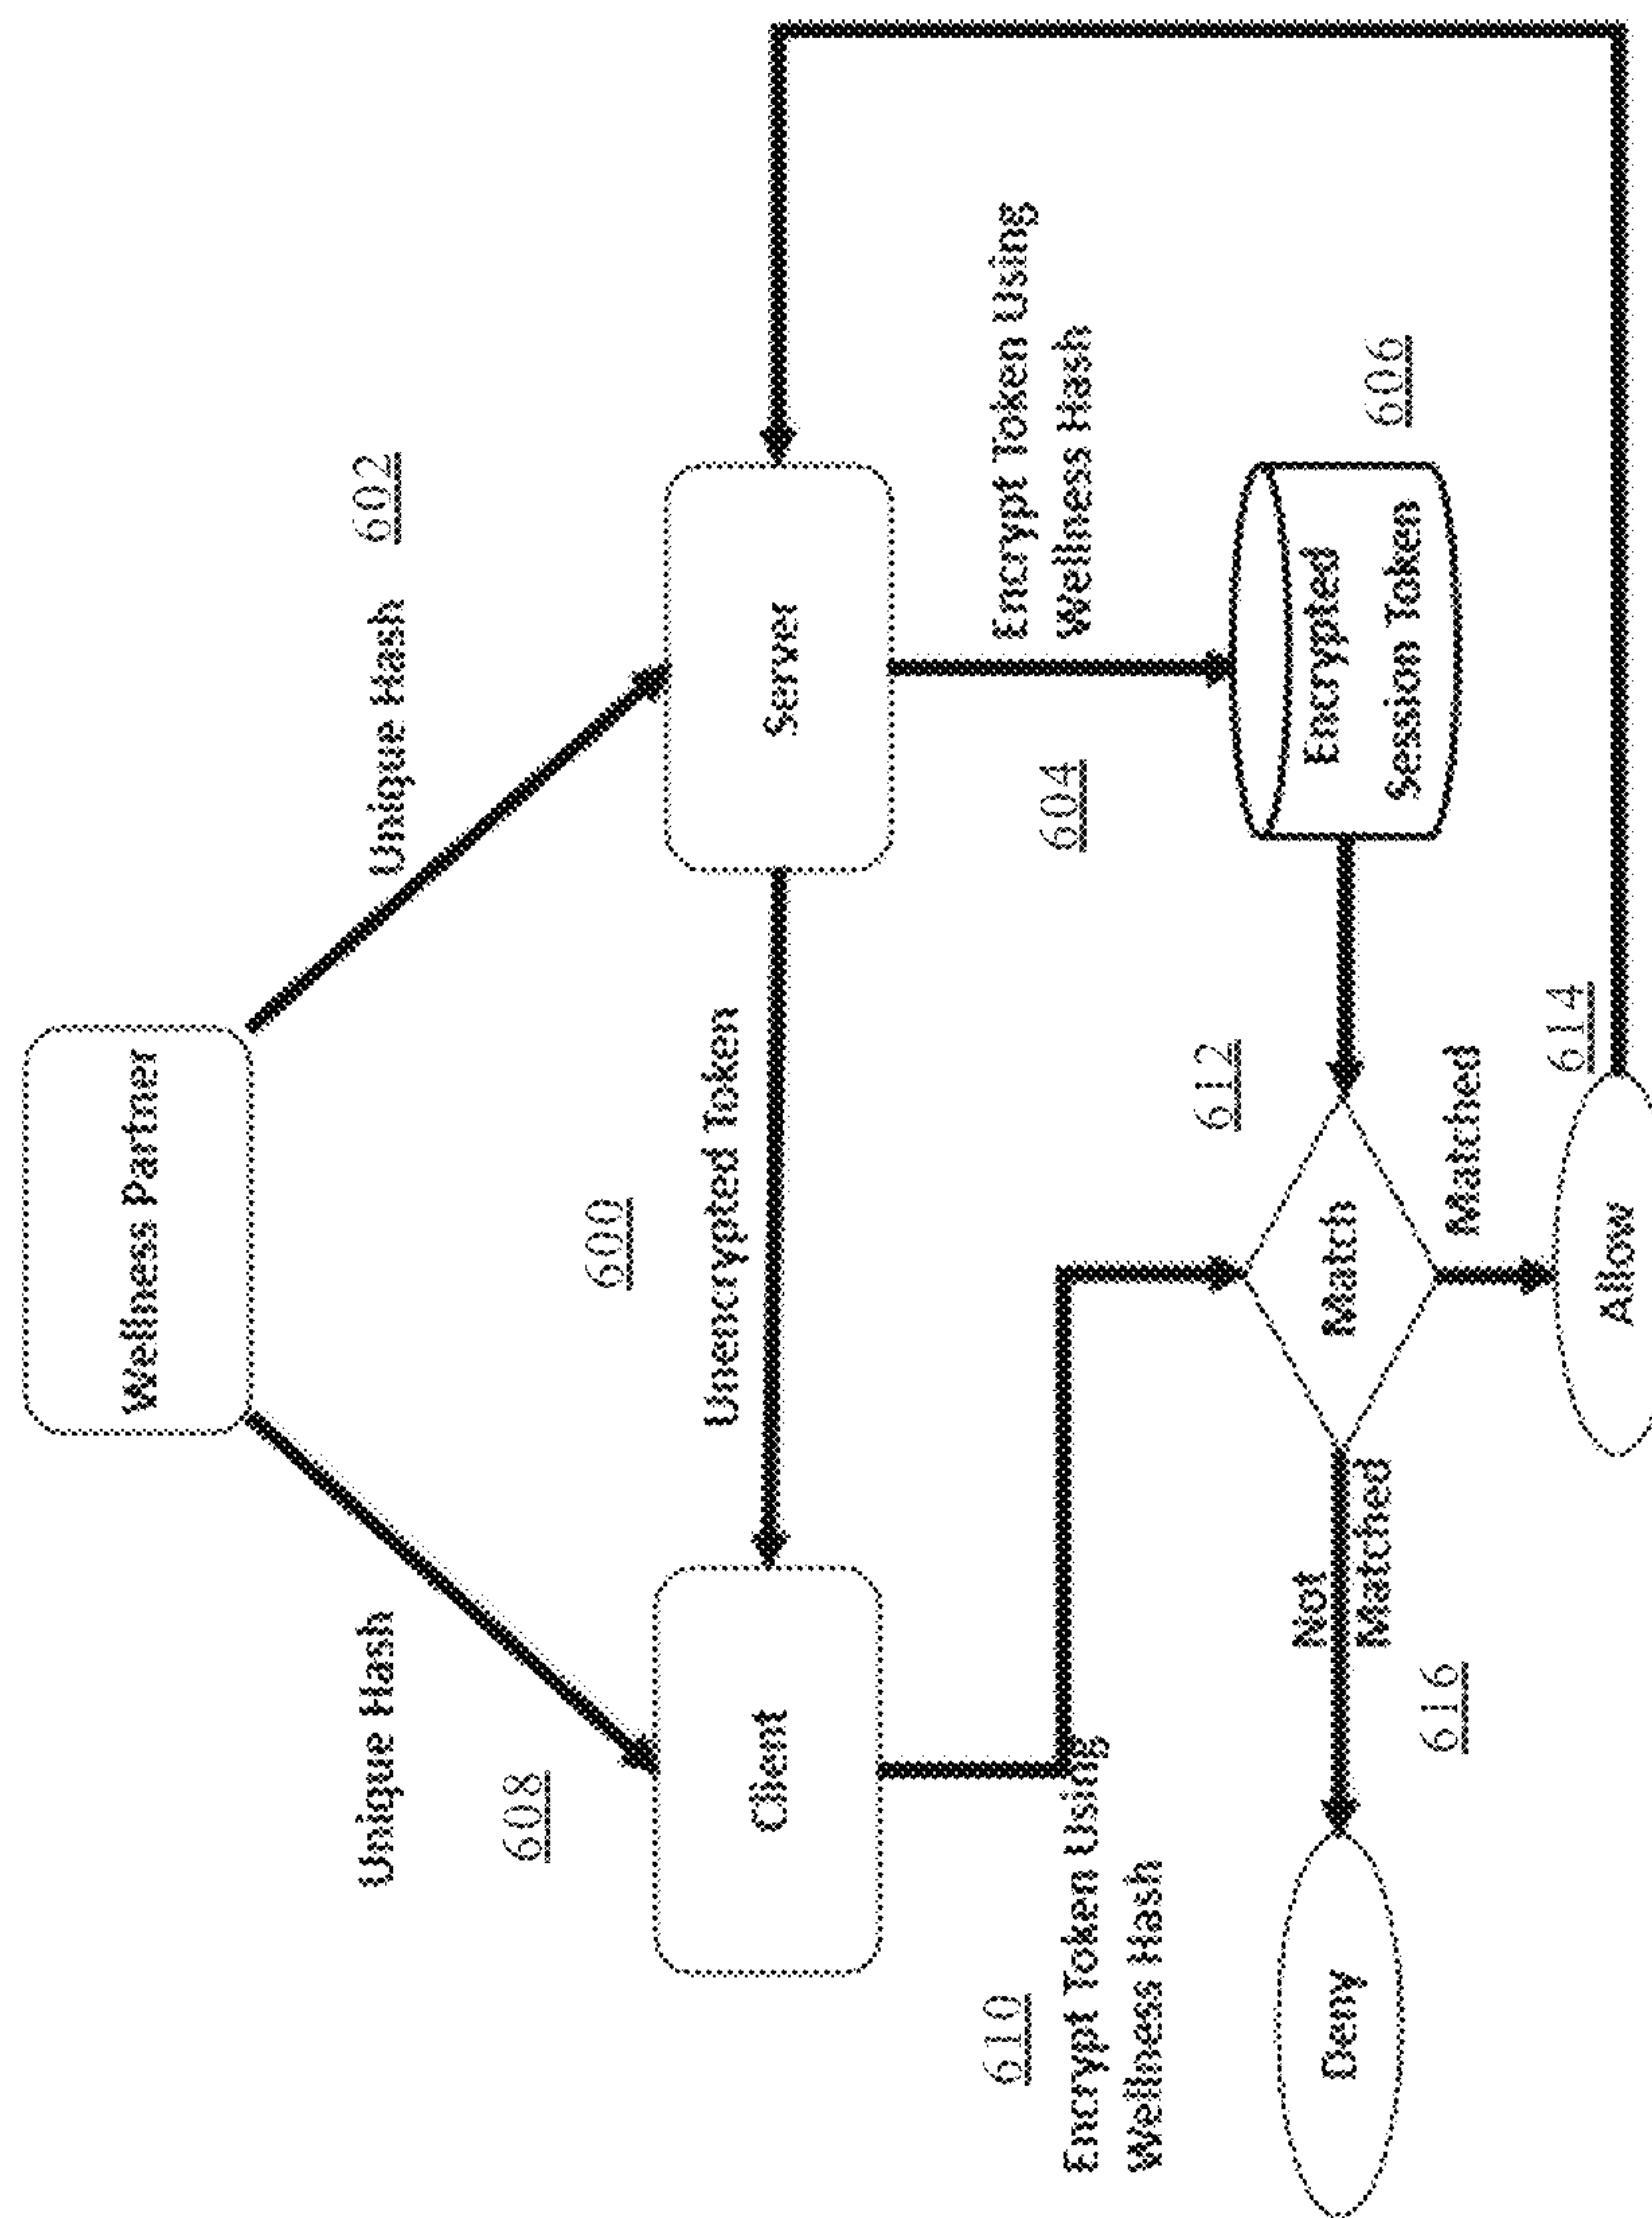 Wellness Partner
Unique Hash
608
Unique Hash
602
600
Unencrypted Token
Client
Server
610
Encrypt Token Using
Wellness Hash
604
Encrypt Token Using
Wellness Hash
612
Deny
Not
Matched
616
Match
Encrypted
Session Token
606
Matched
614
Allow